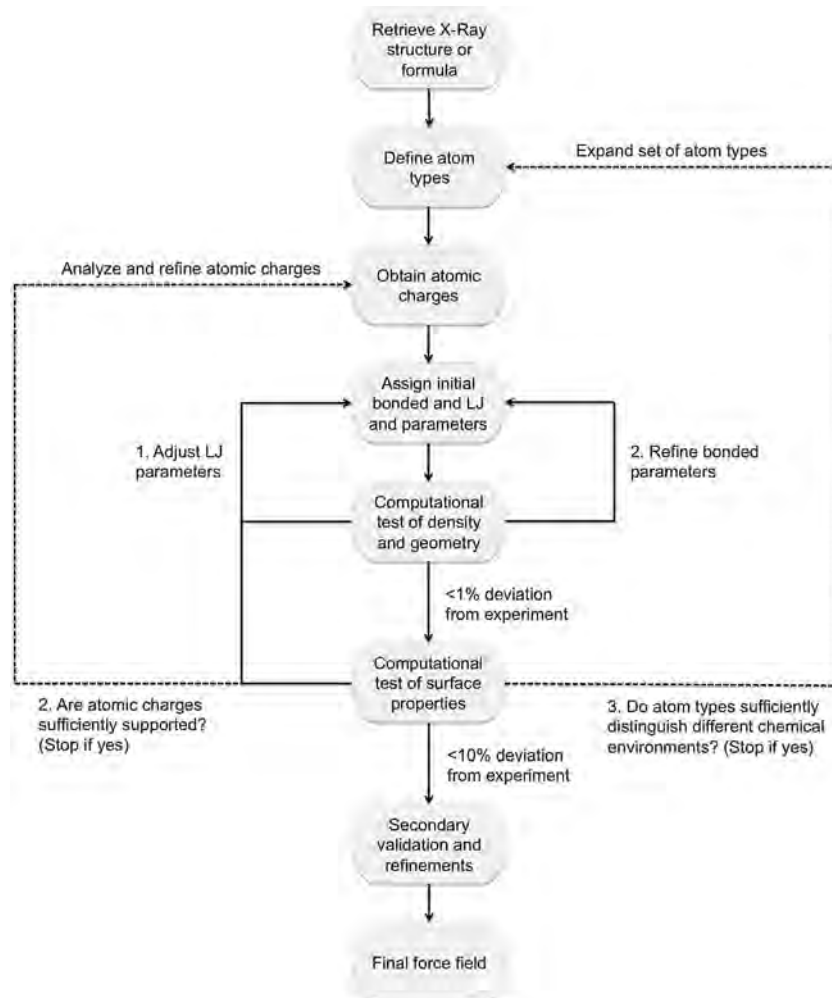 Retrieve X-Ray
structure or
formula
Define atom
types
Expand set of atom types
Analyze and refine atomic charges
Obtain atomic
charges
Assign initial
bonded and LJ
and parameters
1. Adjust LJ
parameters
2. Refine bonded
parameters
Computational
test of density
and geometry
<1% deviation
from experiment
Computational
test of surface
properties
2. Are atomic charges
sufficiently supported?
(Stop if yes)
3. Do atom types sufficiently
distinguish different chemical
environments? (Stop if yes)
<10% deviation
from experiment
Secondary
validation and
refinements
Final force field